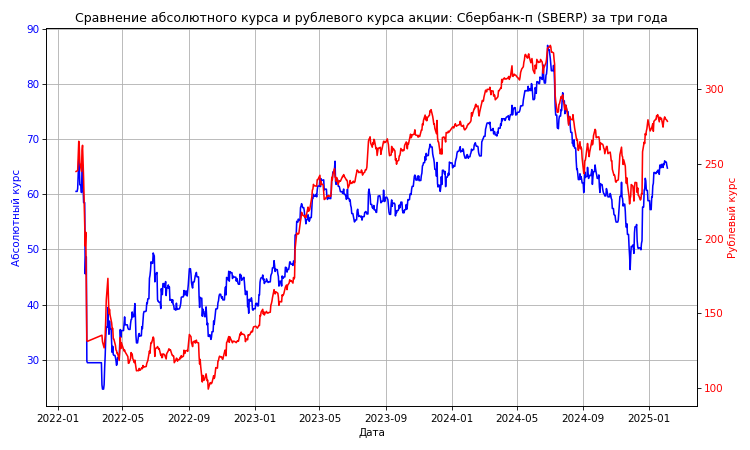 Сравнение абсолютного курса и рублевого курса акции: Сбербанк-п (SBERP) за три года
90
80
70
60
50
40
30
Абсолютный курс
300
250
200
150
100
Рублевый курс
2022-01 2022-05 2022-09 2023-01 2023-05 2023-09 2024-01 2024-05 2024-09 2025-01
Дата